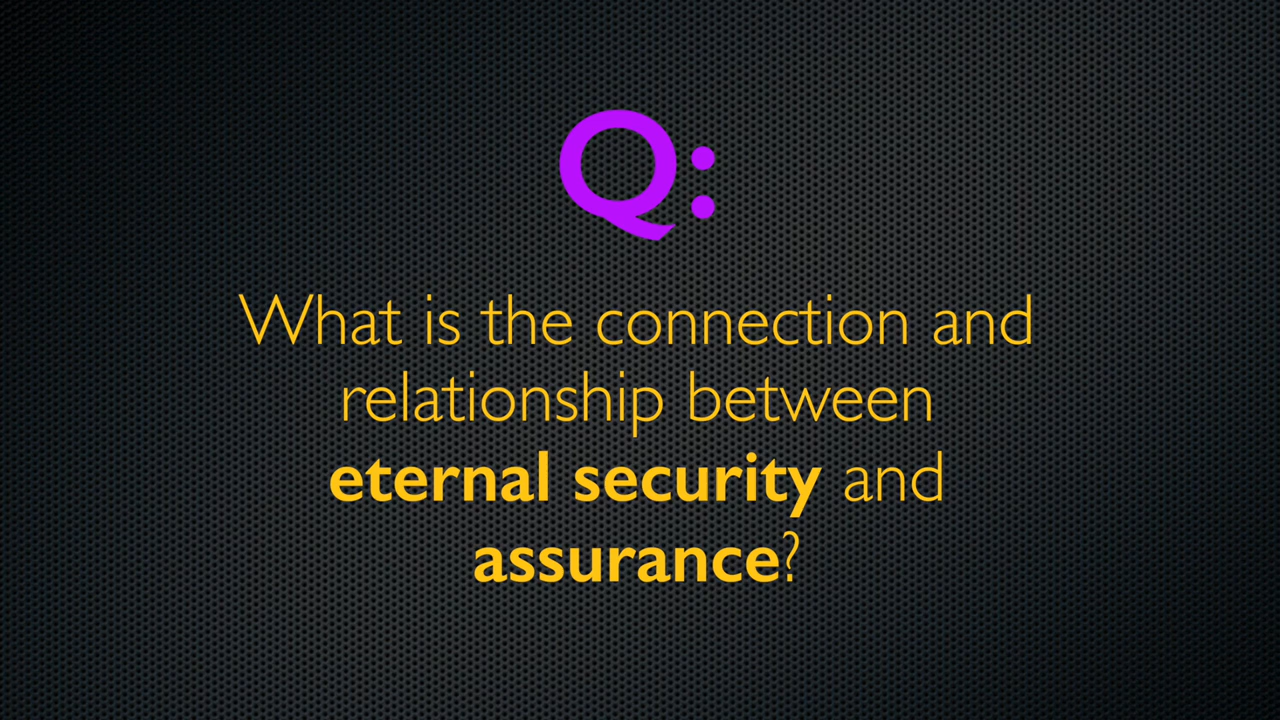 Q:
What is the connection and
relationship between
eternal security and
assurance?